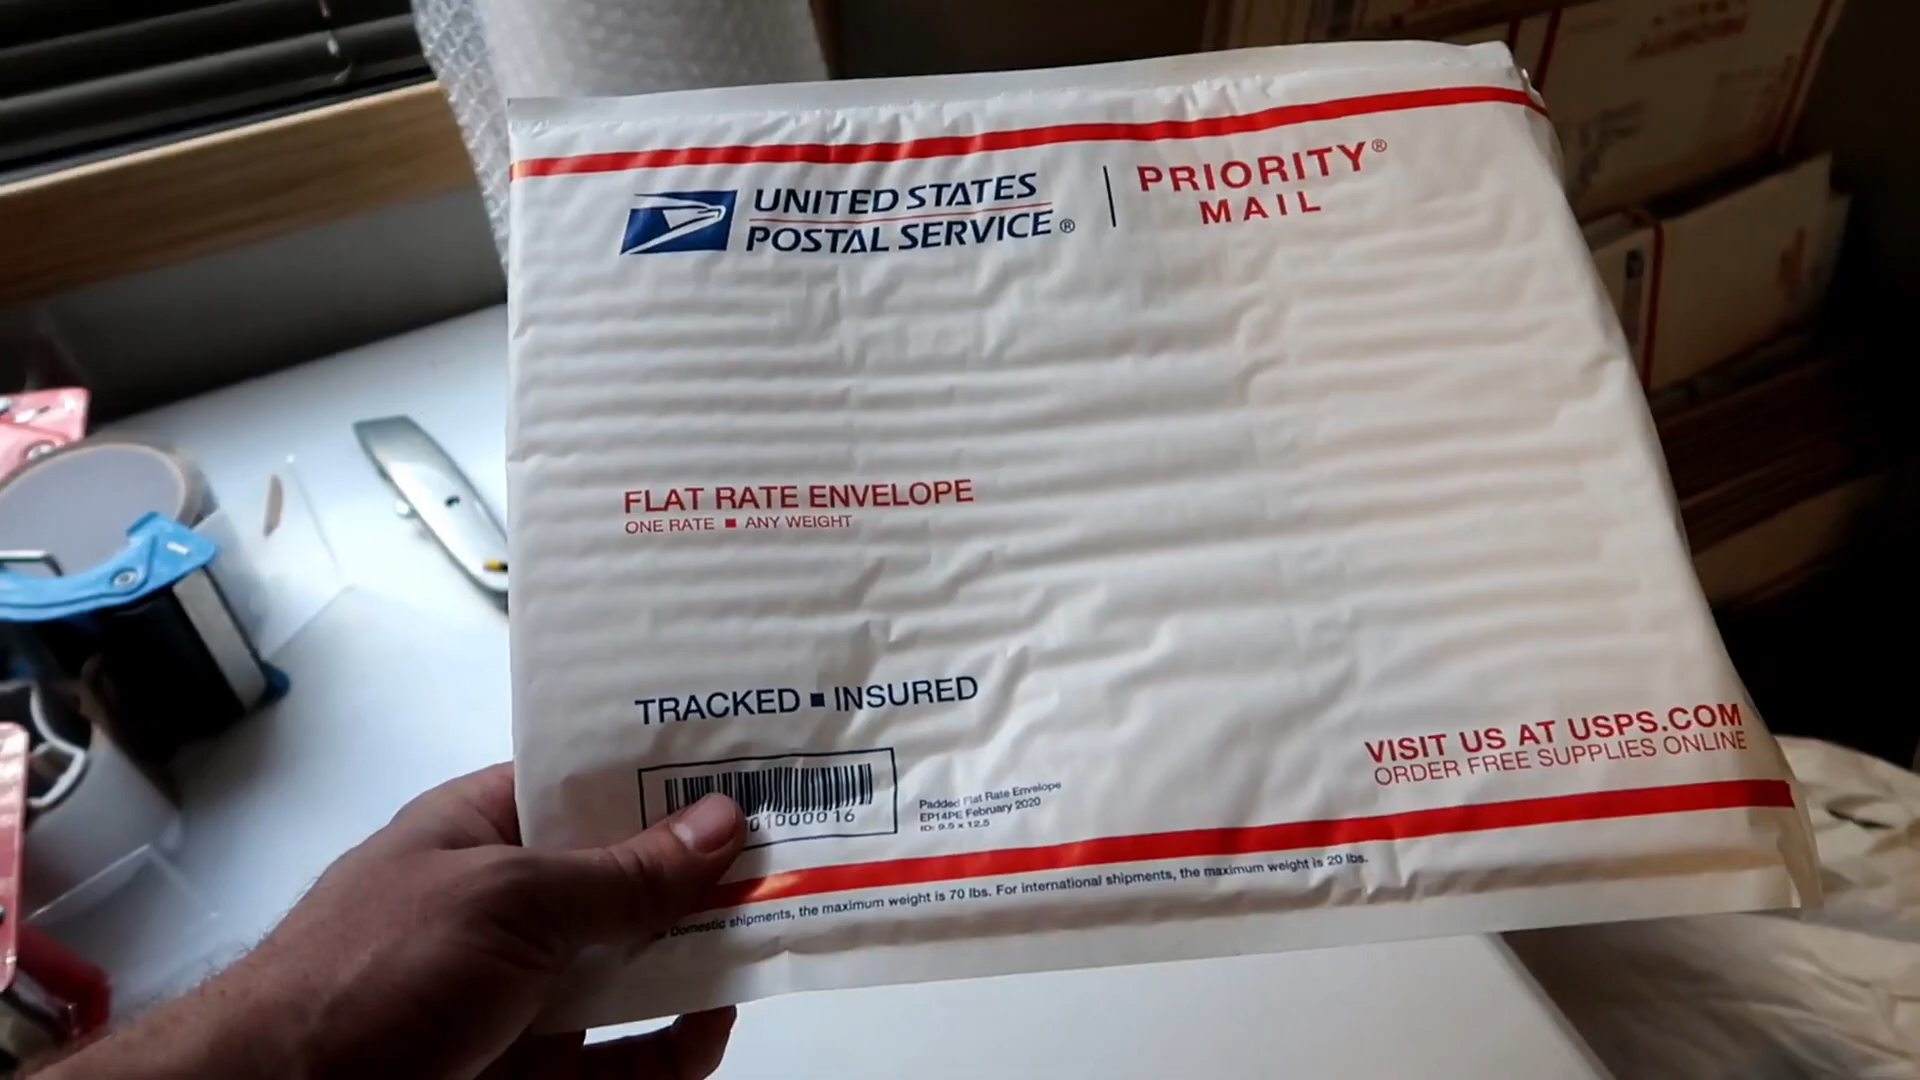 UNITED STATES
POSTAL SERVICE®
PRIORITY®
MAIL
FLAT RATE ENVELOPE
ONE RATE ■ ANY WEIGHT
TRACKED ■ INSURED
01000016
Padded Flat Rate Envelope
EP14PE February 2020
ID: 9.5 x 12.5
VISIT US AT USPS.COM
ORDER FREE SUPPLIES ONLINE
Domestic shipments, the maximum weight is 70 lbs. For international shipments, the maximum weight is 20 lbs.